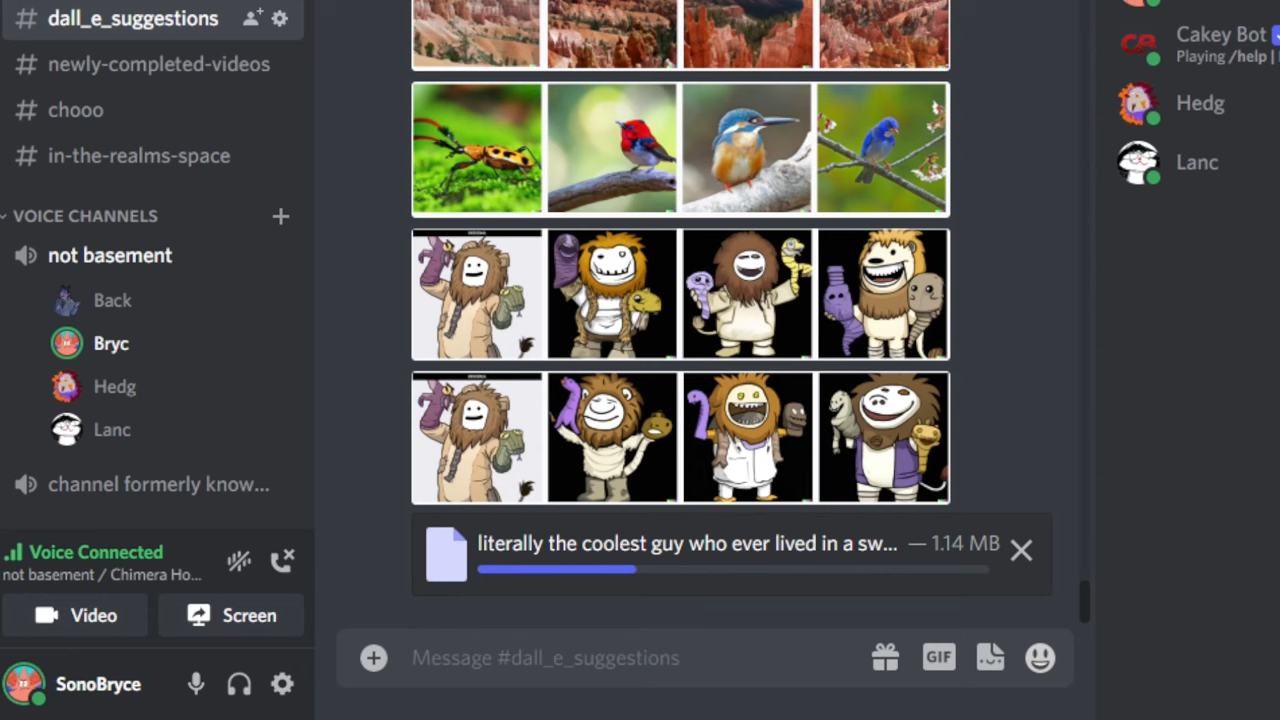 dall_e_suggestions
newly-completed-videos
chooo
in-the-realms-space
VOICE CHANNELS
not basement
Back
Bryc
Hedg
Lanc
channel formerly know...
Voice Connected
not basement / Chimera Ho...
Video
Screen
SonoBryce
literally the coolest guy who ever lived in a sw... — 1.14 MB
Message #dall_e_suggestions
GIF
Cakey Bot
Playing /help |
Hedg
Lanc